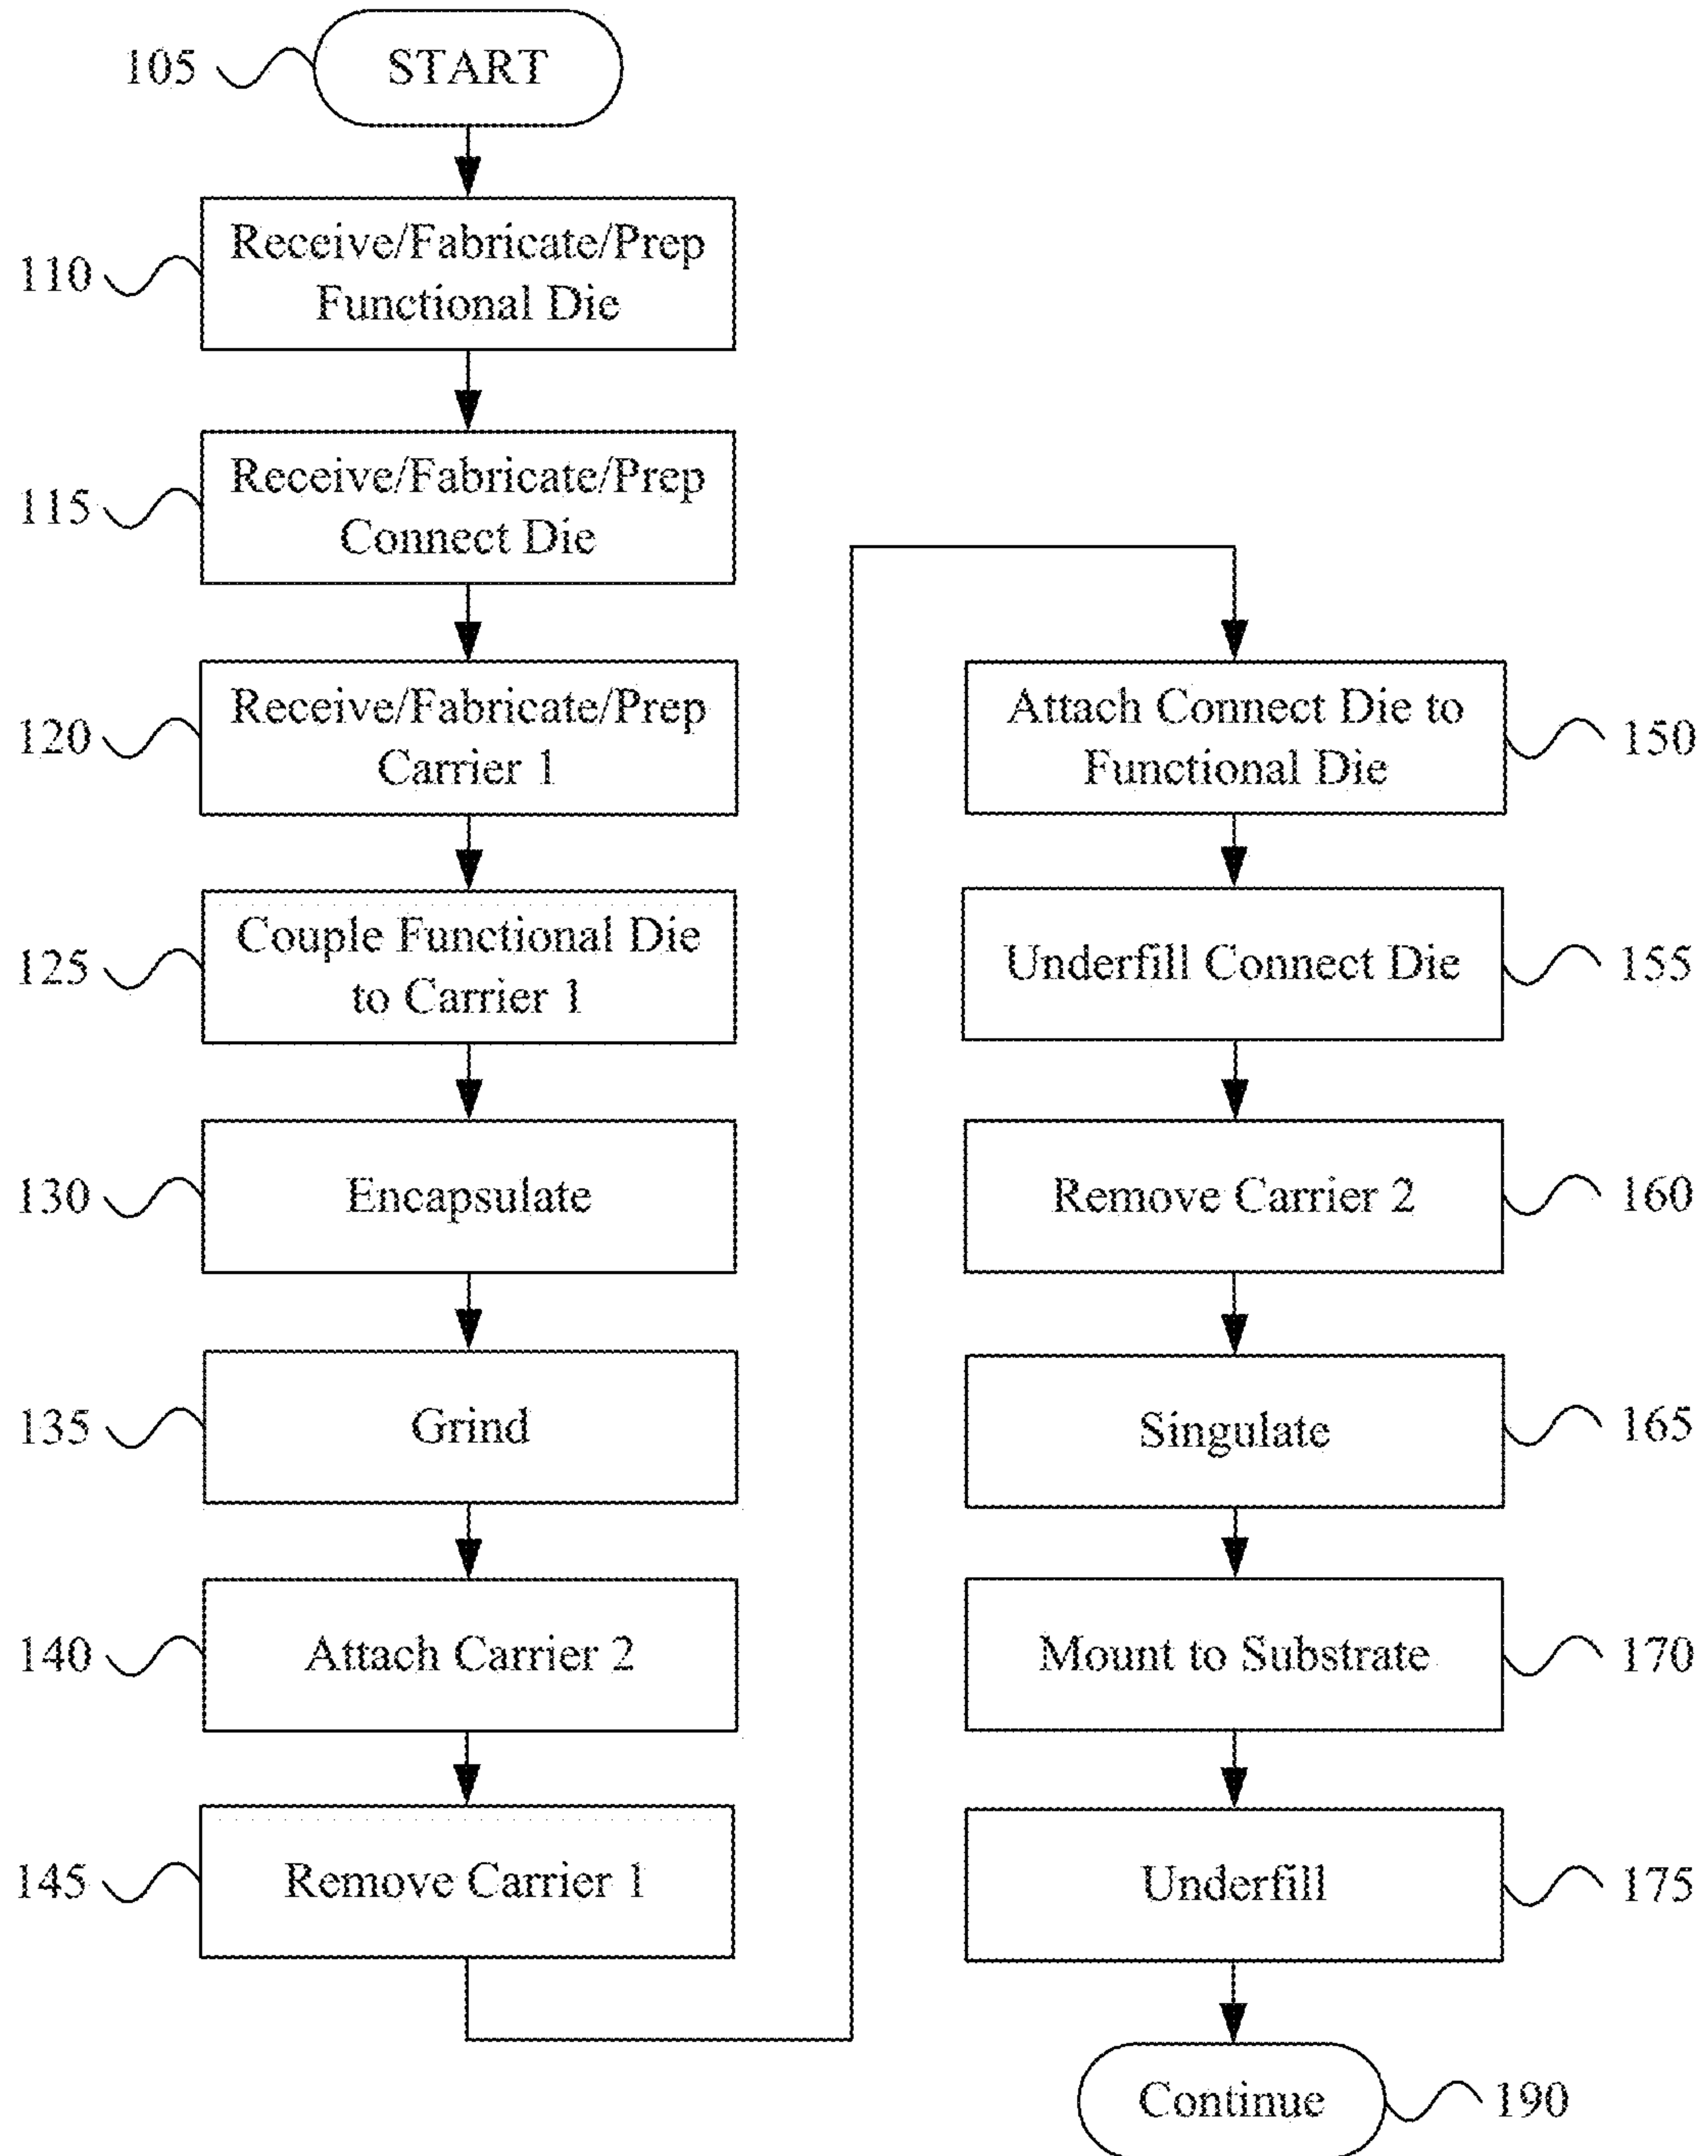 105
START
110
Receive/Fabricate/Prep
Functional Die
115
Receive/Fabricate/Prep
Connect Die
120
Receive/Fabricate/Prep
Carrier 1
125
Couple Functional Die
to Carrier 1
130
Encapsulate
135
Grind
140
Attach Carrier 2
145
Remove Carrier 1
Attach Connect Die to
Functional Die
150
Underfill Connect Die
155
Remove Carrier 2
160
Singulate
165
Mount to Substrate
170
Underfill
175
Continue
190